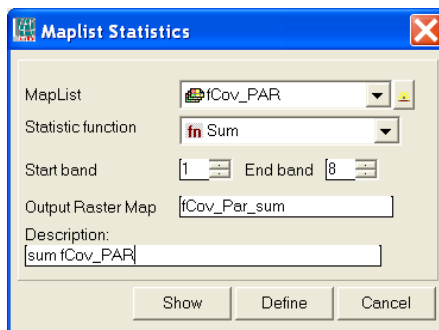 Maplist Statistics
MapList fCov_PAR
Statistic function fn Sum
Start band 1 End band 8
Output Raster Map fCov_Par_sum
Description:
sum fCov_PAR
Show Define Cancel